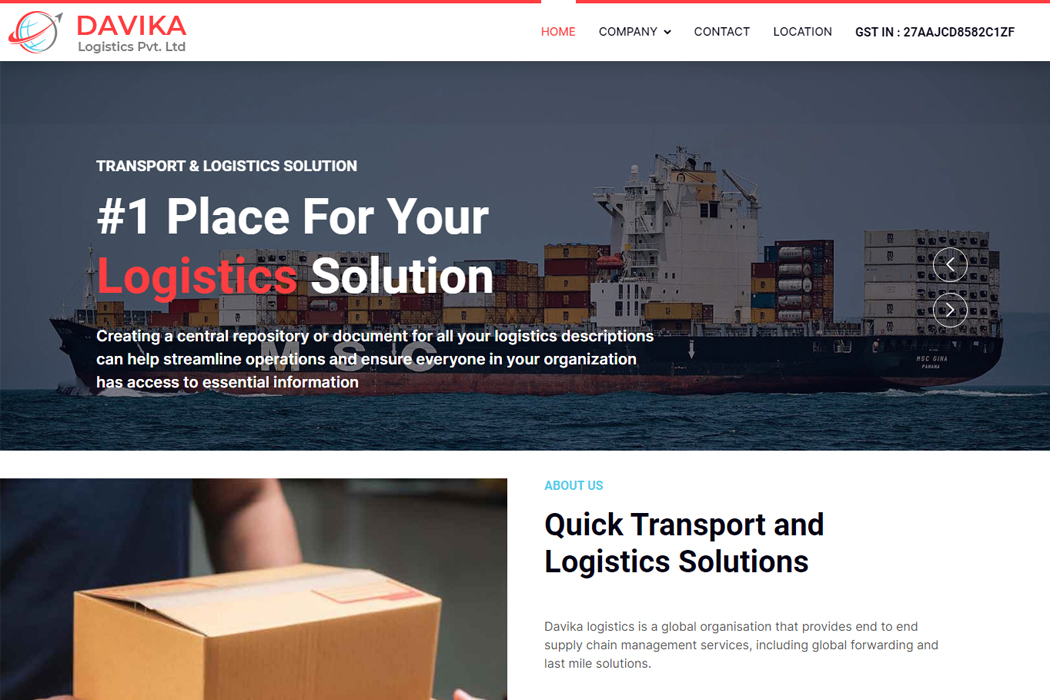 DAVIKA
Logistics Pvt. Ltd
HOME COMPANY CONTACT LOCATION GST IN : 27AAJCD8582C1ZF
TRANSPORT & LOGISTICS SOLUTION
#1 Place For Your
Logistics Solution
Creating a central repository or document for all your logistics descriptions
can help streamline operations and ensure everyone in your organization
has access to essential information
M S C
MSC GINA
PANAMA
ABOUT US
Quick Transport and
Logistics Solutions
Davika logistics is a global organisation that provides end to end
supply chain management services, including global forwarding and
last mile solutions.